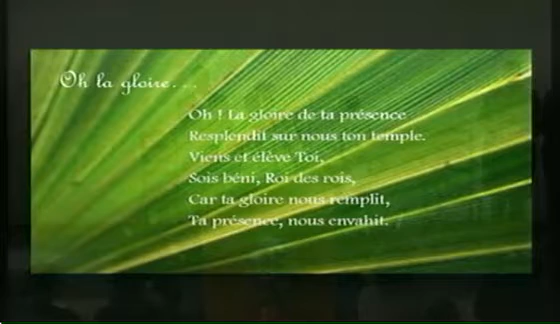 Oh la gloire...
Oh ! La gloire de ta présence...
Resplendit sur nous ton temple.
Viens et élève Toi,
Sois béni, Roi des rois,
Car ta gloire nous remplit,
Ta présence, nous envahit.